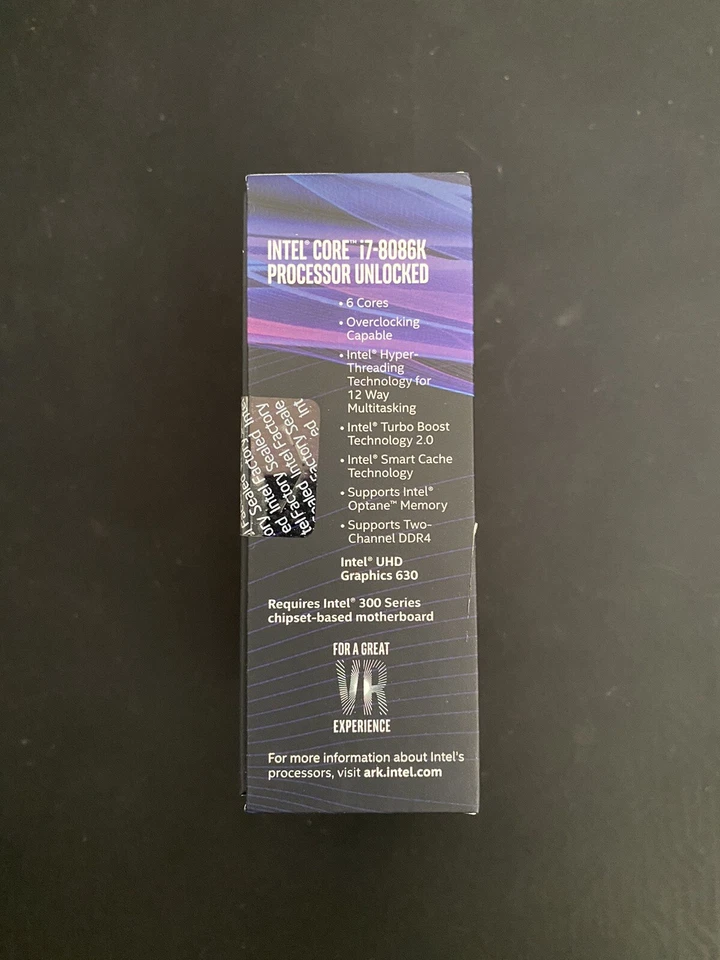 INTEL® CORE™ i7-8086K
PROCESSOR UNLOCKED
• 6 Cores
• Overclocking
Capable
• Intel® Hyper-
Threading
Technology for
12 Way
Multitasking
• Intel® Turbo Boost
Technology 2.0
• Intel® Smart Cache
Technology
• Supports Intel®
Optane™ Memory
• Supports Two-
Channel DDR4
Intel® UHD
Graphics 630
Requires Intel® 300 Series
chipset-based motherboard
FOR A GREAT
VR
EXPERIENCE
For more information about Intel's
processors, visit ark.intel.com
Intel Factory Sealed